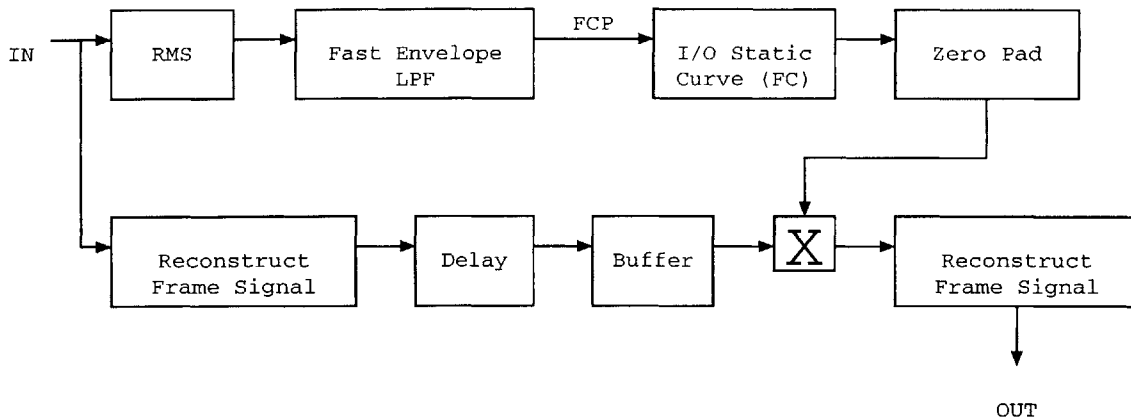 IN
RMS
Fast Envelope
LPF
FCP
I/O Static
Curve (FC)
Zero Pad
Reconstruct
Frame Signal
Delay
Buffer
X
Reconstruct
Frame Signal
OUT